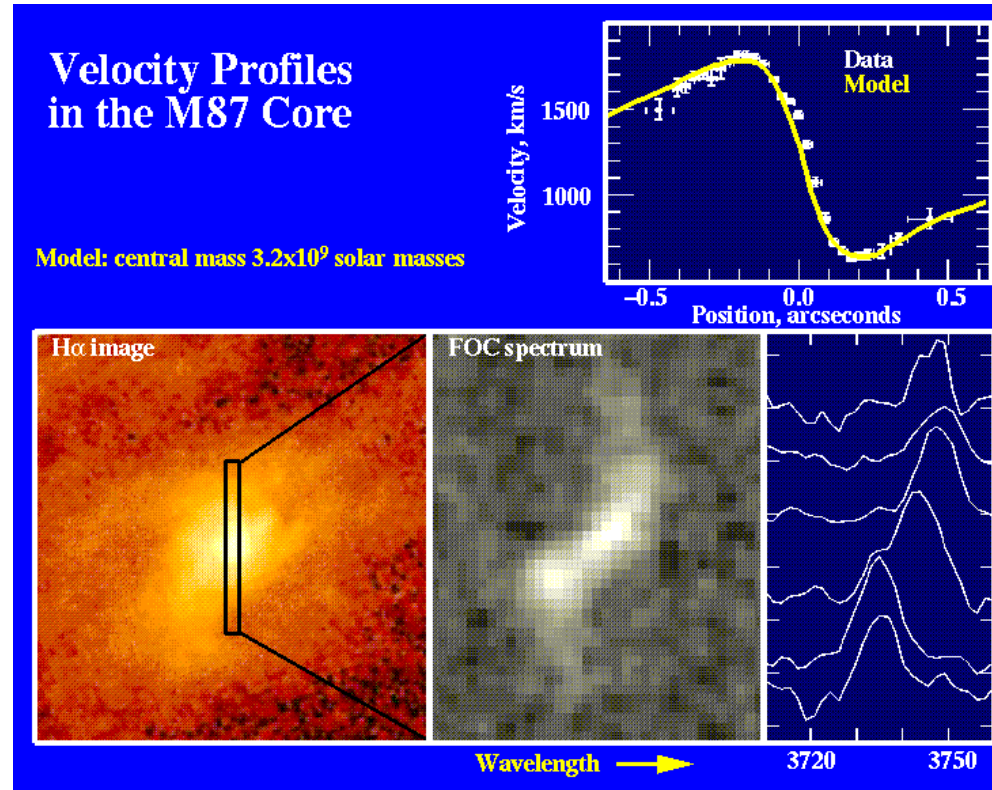 Velocity Profiles
in the M87 Core
Model: central mass 3.2x10⁹ solar masses
Data
Model
Velocity, km/s
1500
1000
−0.5
0.0
0.5
Position, arcseconds
Hα image
FOC spectrum
Wavelength
3720
3750